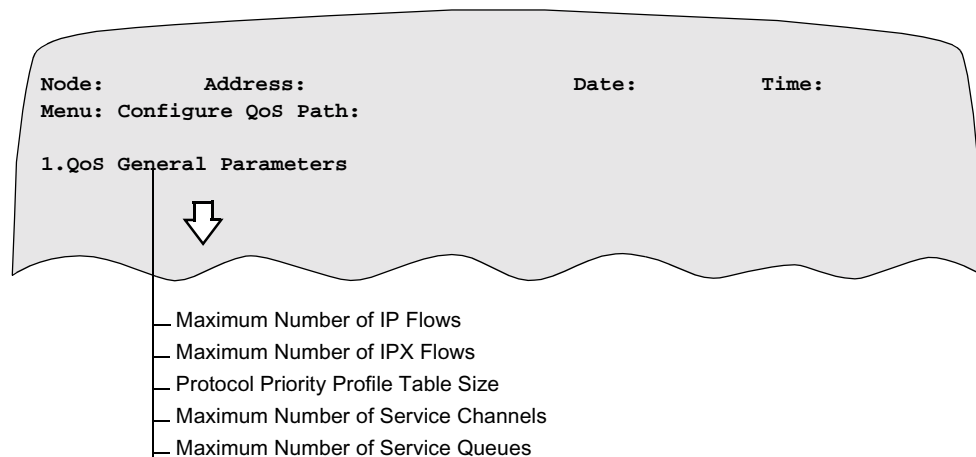 Node: Address: Date: Time:
Menu: Configure QoS Path:
1.QoS General Parameters
Maximum Number of IP Flows
Maximum Number of IPX Flows
Protocol Priority Profile Table Size
Maximum Number of Service Channels
Maximum Number of Service Queues